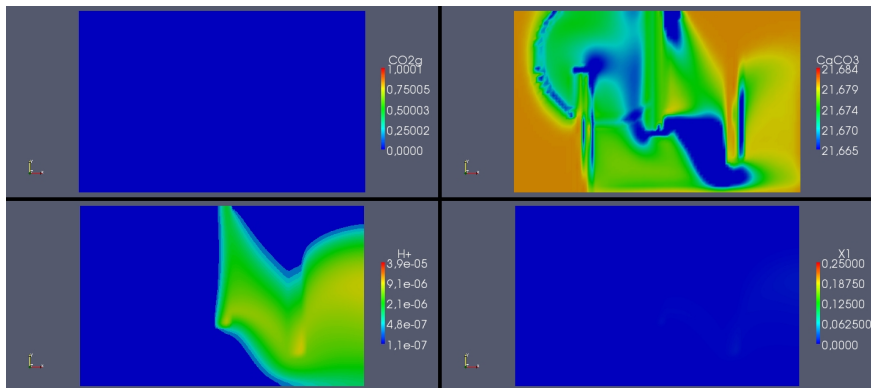 CO2g
1,0001
0,75005
0,50003
0,25002
0,0000
CaCO3
21,684
21,679
21,674
21,670
21,665
H+
3,9e-05
9,1e-06
2,1e-06
4,8e-07
1,1e-07
X1
0,25000
0,18750
0,12500
0,062500
0,0000